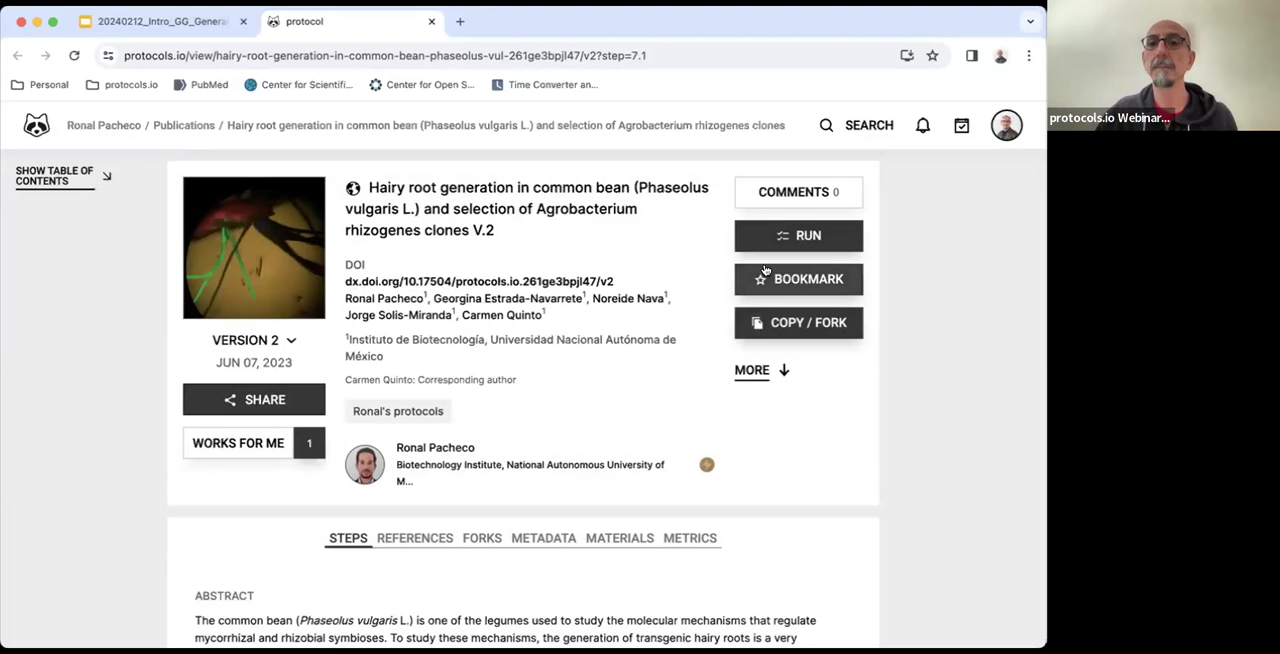 20240212_Intro_GG_General
protocol
protocols.io/view/hairy-root-generation-in-common-bean-phaseolus-vul-261ge3bpjl47/v2?step=7.1
Personal
protocols.io
PubMed
Center for Scientifi...
Center for Open S...
Time Converter an...
Ronal Pacheco / Publications / Hairy root generation in common bean (Phaseolus vulgaris L.) and selection of Agrobacterium rhizogenes clones
SEARCH
SHOW TABLE OF
CONTENTS
Hairy root generation in common bean (Phaseolus
vulgaris L.) and selection of Agrobacterium
rhizogenes clones V.2
DOI
dx.doi.org/10.17504/protocols.io.261ge3bpjl47/v2
Ronal Pacheco1, Georgina Estrada-Navarrete1, Noreide Nava1,
Jorge Solis-Miranda1, Carmen Quinto1
1Instituto de Biotecnología, Universidad Nacional Autónoma de
México
Carmen Quinto: Corresponding author
Ronal's protocols
Ronal Pacheco
Biotechnology Institute, National Autonomous University of
M...
VERSION 2
JUN 07, 2023
SHARE
WORKS FOR ME 1
COMMENTS 0
RUN
BOOKMARK
COPY / FORK
MORE
STEPS REFERENCES FORKS METADATA MATERIALS METRICS
ABSTRACT
The common bean (Phaseolus vulgaris L.) is one of the legumes used to study the molecular mechanisms that regulate
mycorrhizal and rhizobial symbioses. To study these mechanisms, the generation of transgenic hairy roots is a very
protocols.io Webinar...